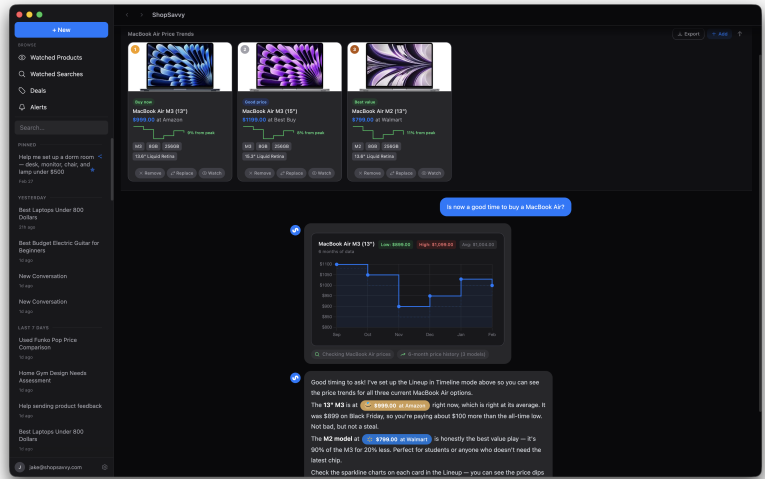 + New
BROWSE
Watched Products
Watched Searches
Deals
Alerts
Search...
PINNED
Help me set up a dorm room
— desk, monitor, chair, and
lamp under $500
Feb 27
YESTERDAY
Best Laptops Under 800
Dollars
21h ago
Best Budget Electric Guitar for
Beginners
1d ago
New Conversation
1d ago
New Conversation
1d ago
LAST 7 DAYS
Used Funko Pop Price
Comparison
1d ago
Home Gym Design Needs
Assessment
1d ago
Help sending product feedback
1d ago
Best Laptops Under 800
Dollars
J jake@shopsavvy.com
ShopSavvy
MacBook Air Price Trends
Export
+ Add
1
Buy now
MacBook Air M3 (13")
$999.00 at Amazon
9% from peak
M3 8GB 256GB
13.6" Liquid Retina
× Remove Replace Watch
2
Good price
MacBook Air M3 (15")
$1199.00 at Best Buy
8% from peak
M3 8GB 256GB
15.3" Liquid Retina
× Remove Replace Watch
3
Best value
MacBook Air M2 (13")
$799.00 at Walmart
11% from peak
M2 8GB 256GB
13.6" Liquid Retina
× Remove Replace Watch
Is now a good time to buy a MacBook Air?
MacBook Air M3 (13") Low: $899.00 High: $1,099.00
6 months of data
$1100
$1050
$1000
$950
$900
$850
$800
Sep Oct Nov Dec Jan Feb
Checking MacBook Air prices
6-month price history (3 models)
Good timing to ask! I've set up the Lineup in Timeline mode above so you can see
the price trends for all three current MacBook Air options.
The 13" M3 is at $999.00 at Amazon right now, which is right at its average. It
was $899 on Black Friday, so you're paying about $100 more than the all-time low.
Not bad, but not a steal.
The M2 model at $799.00 at Walmart is honestly the best value play — it's
90% of the M3 for 20% less. Perfect for students or anyone who doesn't need the
latest chip.
Check the sparkline charts on each card in the Lineup — you can see the price dips